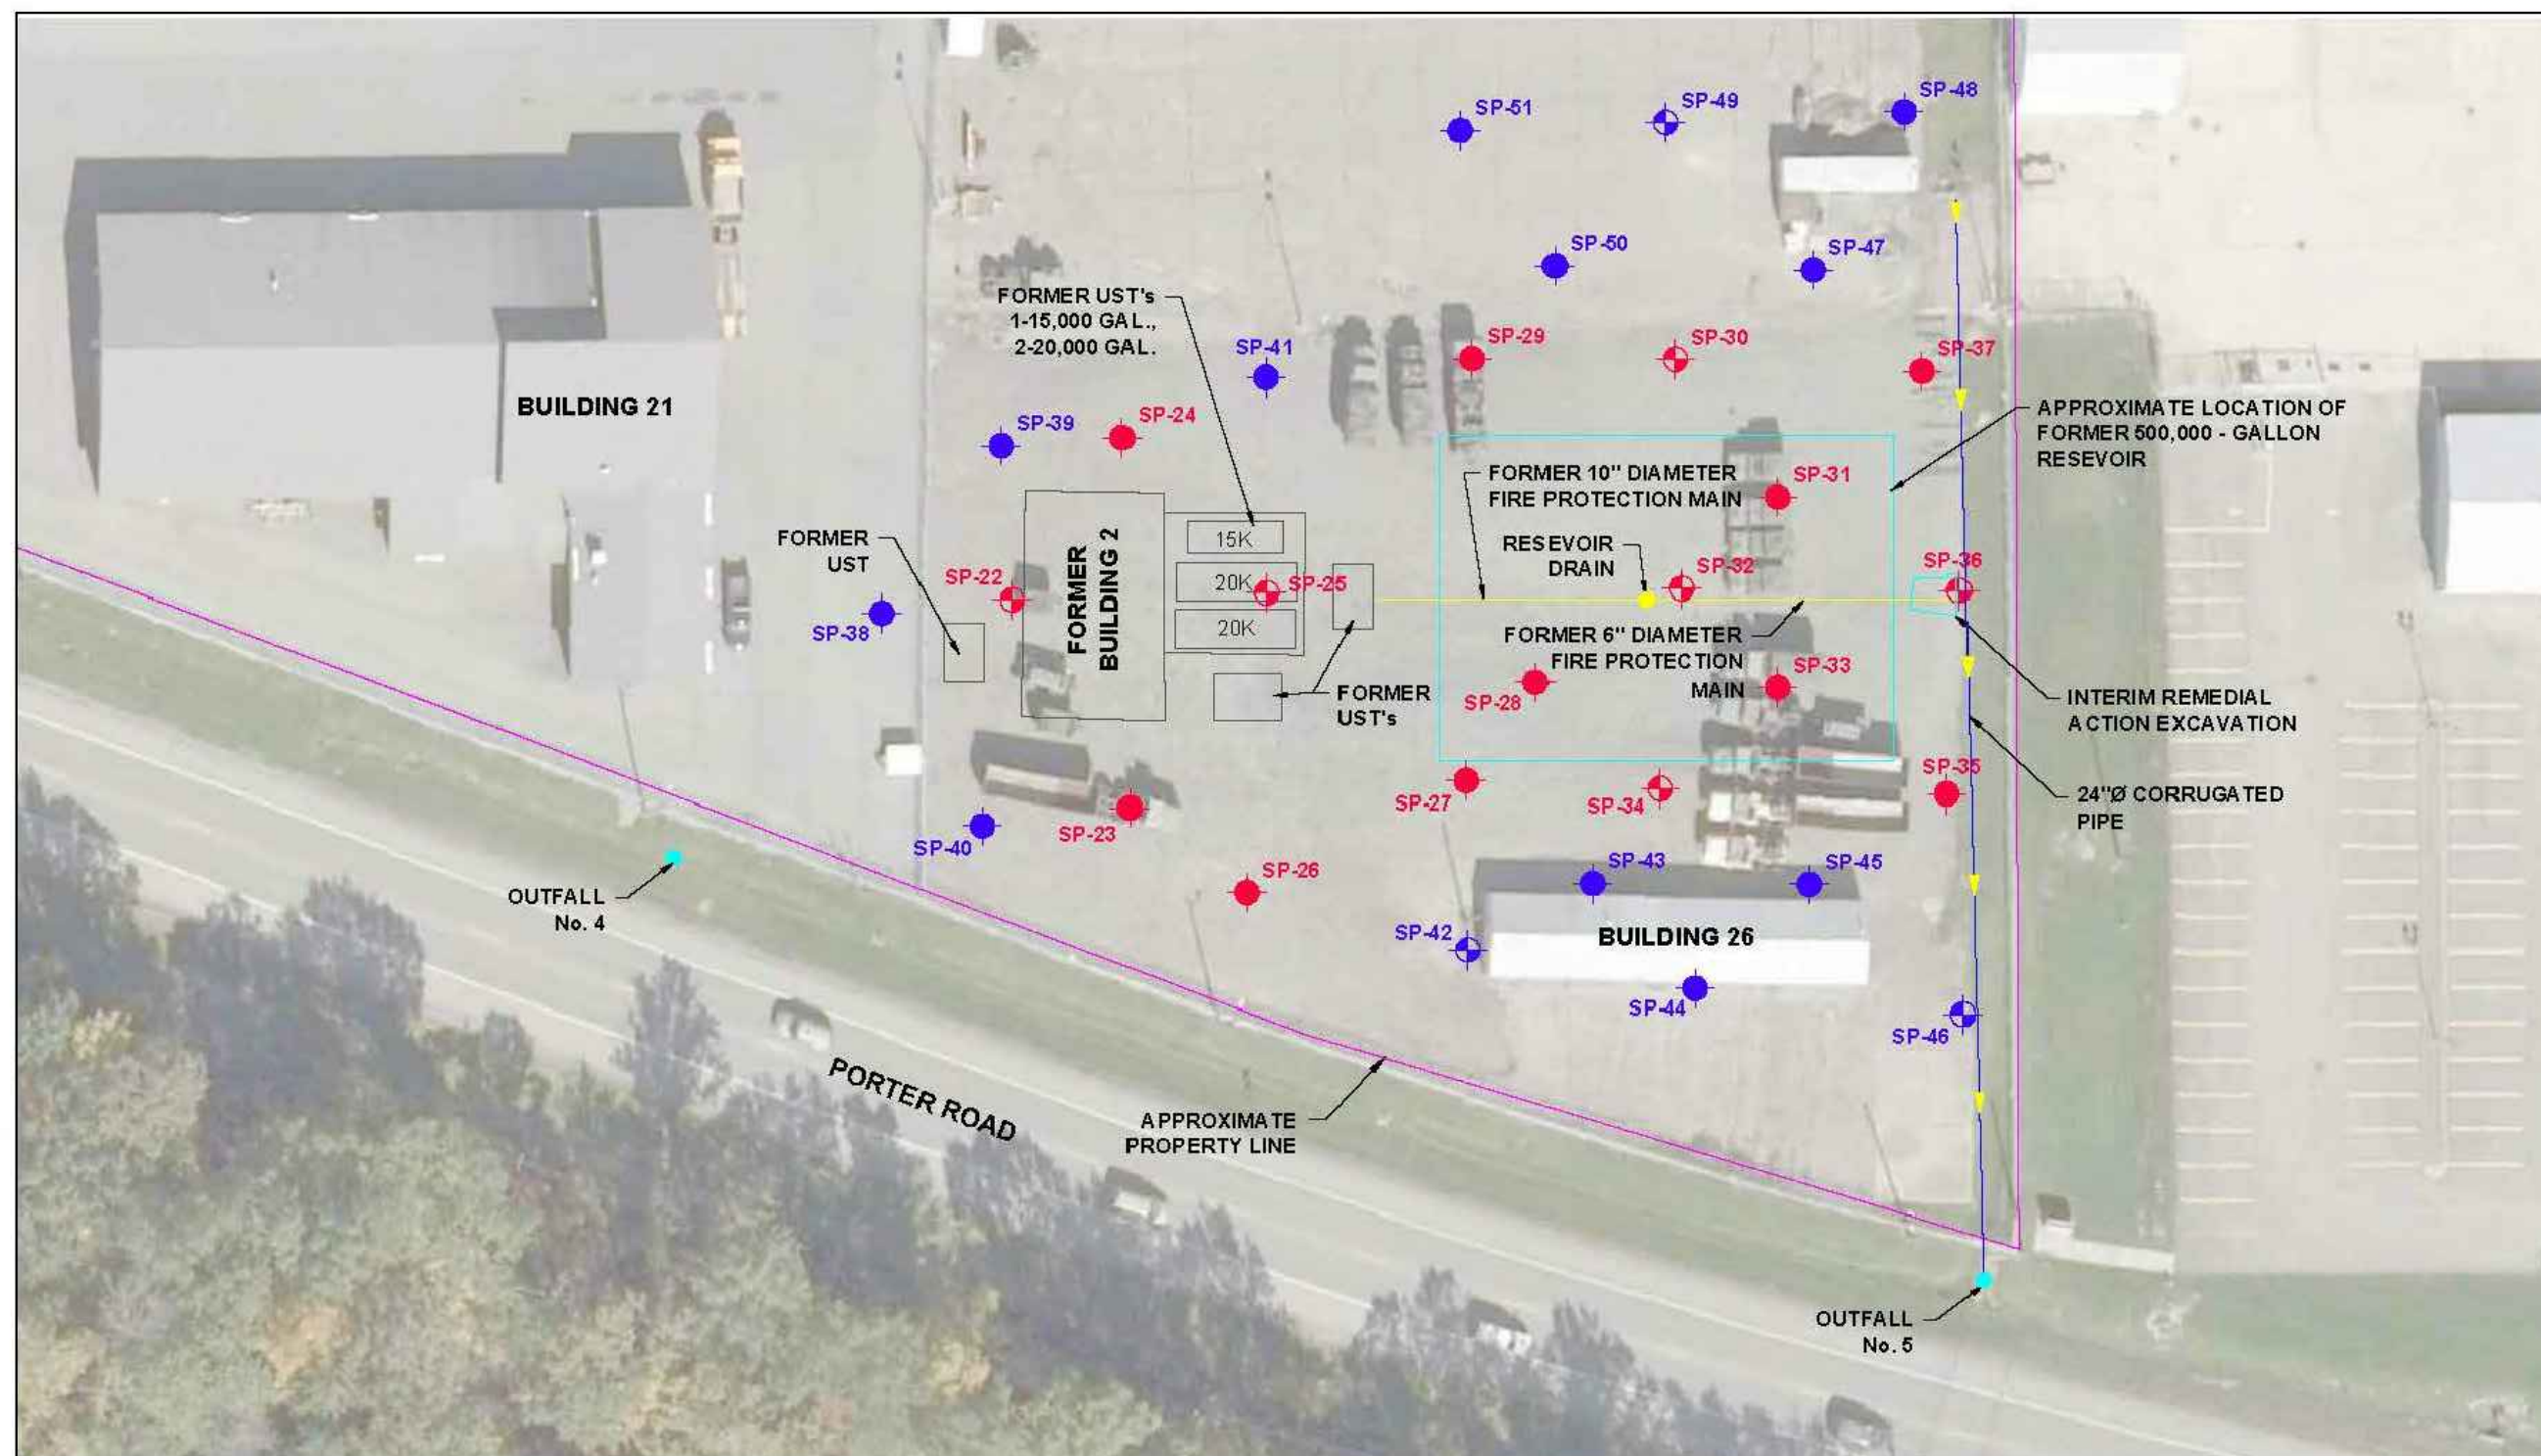 SP-48
SP-49
SP-51
SP-50
SP-47
FORMER UST's
1-15,000 GAL.,
2-20,000 GAL.
SP-41
SP-29
SP-30
SP-37
BUILDING 21
SP-39
SP-24
APPROXIMATE LOCATION OF
FORMER 500,000 - GALLON
RESEVOIR
FORMER 10" DIAMETER
FIRE PROTECTION MAIN
SP-31
FORMER
UST
15K
RESEVOIR
DRAIN
SP-22
FORMER
BUILDING 2
20K
SP-25
SP-32
SP-36
SP-38
20K
FORMER 6" DIAMETER
FIRE PROTECTION
MAIN
SP-33
SP-28
FORMER
UST's
INTERIM REMEDIAL
ACTION EXCAVATION
SP-27
SP-34
SP-35
24"Ø CORRUGATED
PIPE
SP-40
SP-23
SP-26
SP-43
SP-45
OUTFALL
No. 4
SP-42
BUILDING 26
SP-44
SP-46
PORTER ROAD
APPROXIMATE
PROPERTY LINE
OUTFALL
No. 5